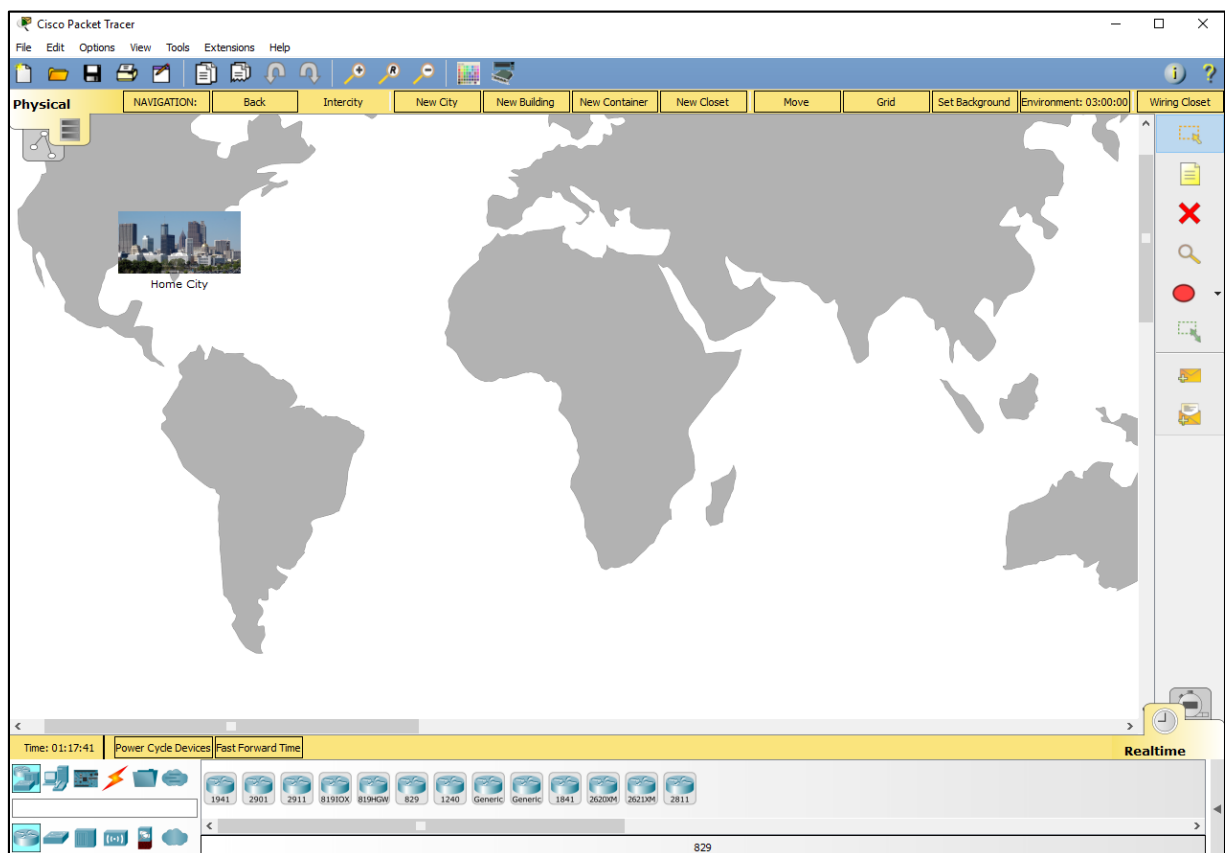 Cisco Packet Tracer
File Edit Options View Tools Extensions Help
Physical NAVIGATION: Back Intercity New City New Building New Container New Closet Move Grid Set Background Environment: 03:00:00 Wiring Closet
Home City
Time: 01:17:41 Power Cycle Devices Fast Forward Time Realtime
1941 2901 2911 819IOX 819HGW 829 1240 Generic Generic 1841 2620XM 2621XM 2811
829